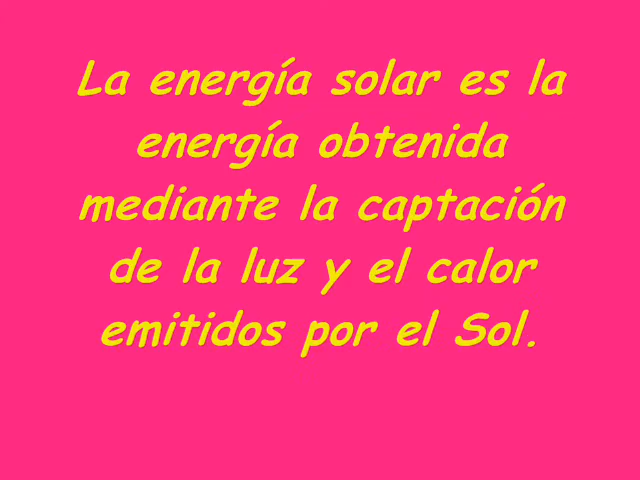 La energía solar es la
energía obtenida
mediante la captación
de la luz y el calor
emitidos por el Sol.